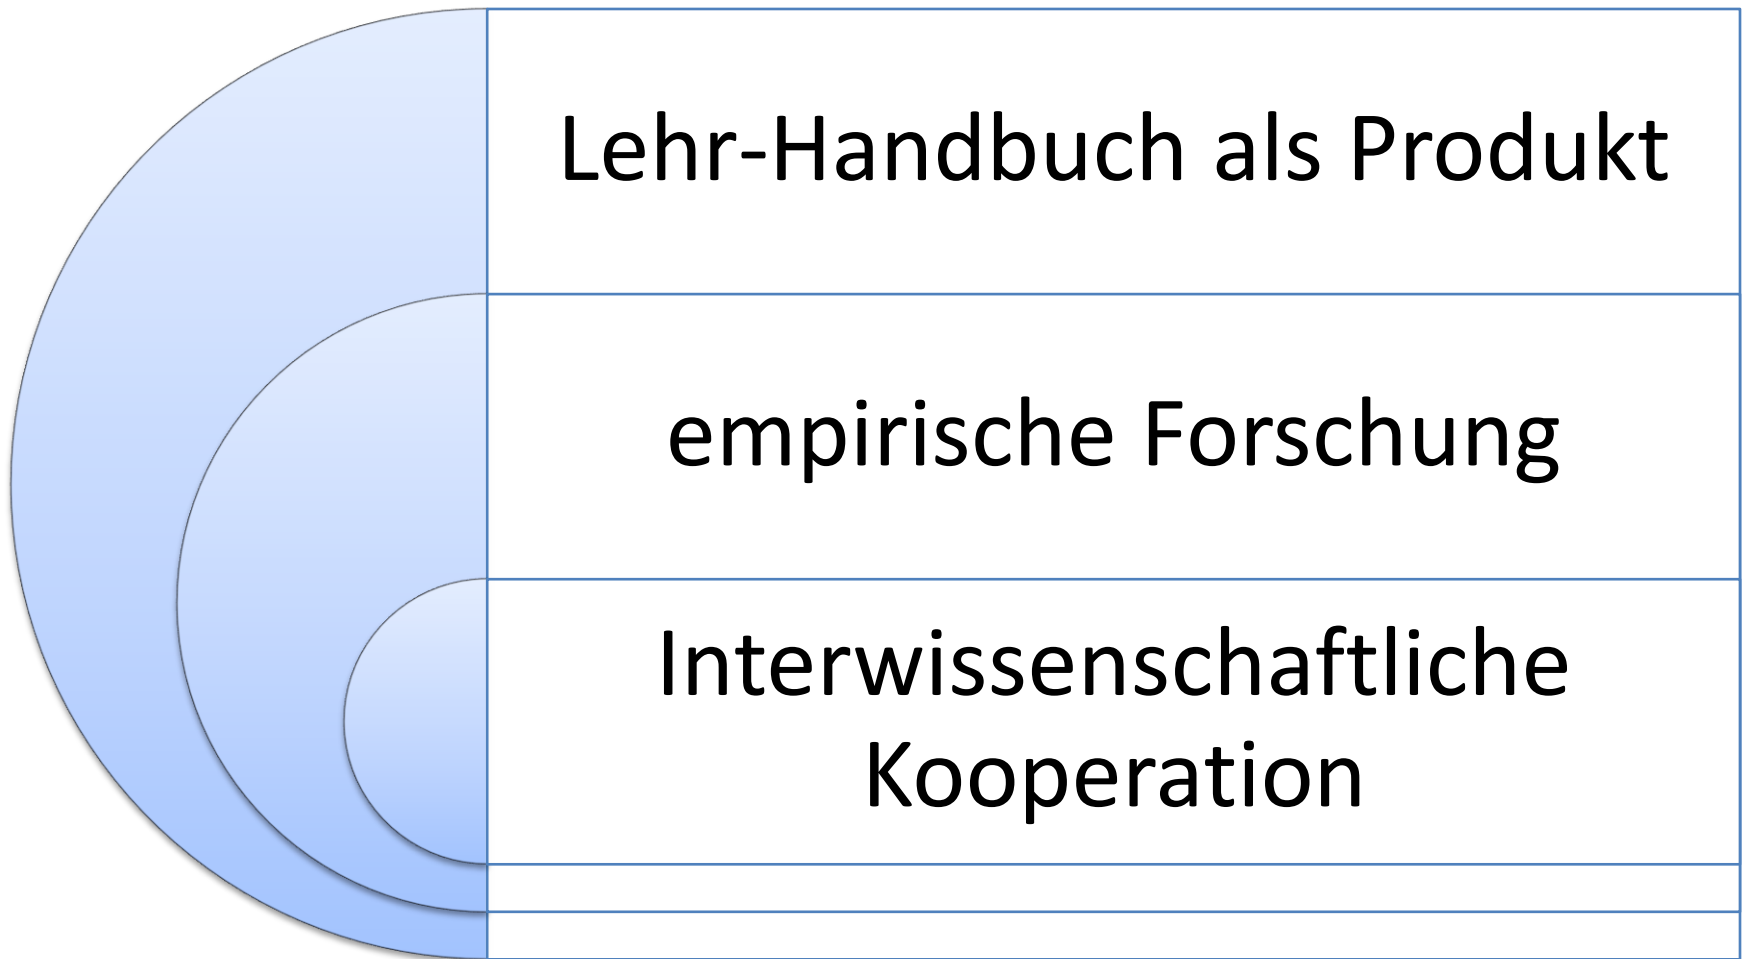 Lehr-Handbuch als Produkt
empirische Forschung
Interwissenschaftliche
Kooperation